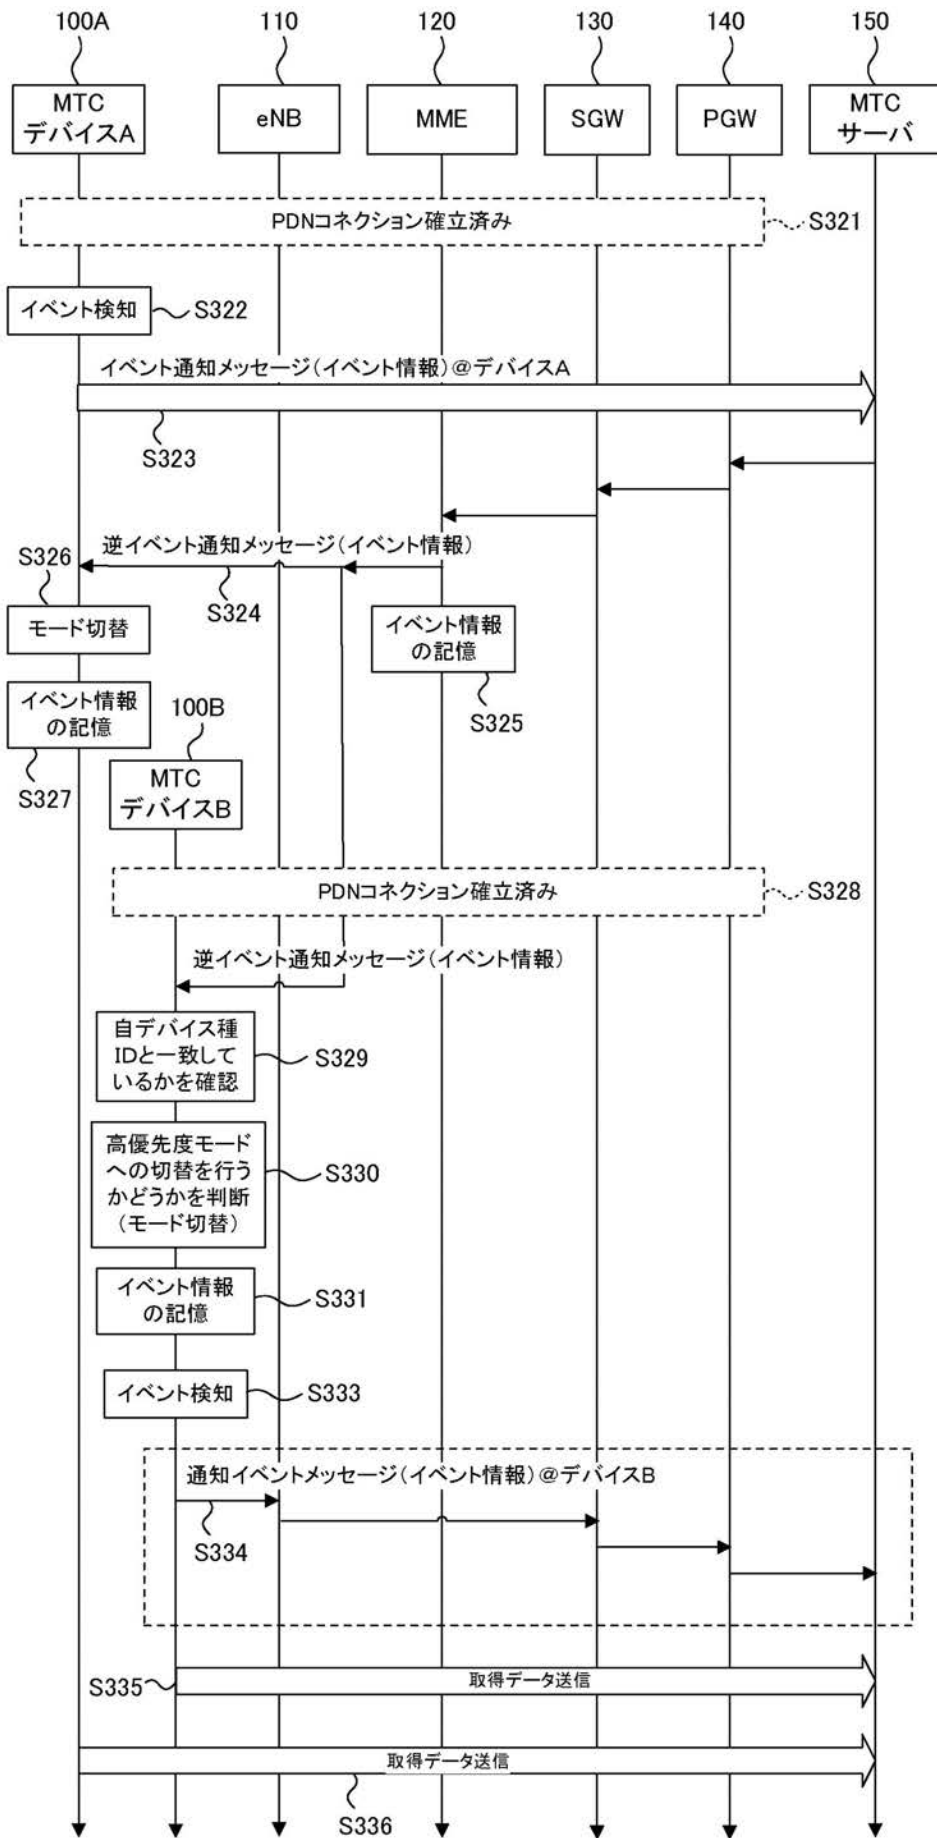 100A 110 120 130 140 150
MTC
デバイスA
eNB
MME
SGW
PGW
MTC
サーバ
PDNコネクション確立済み
S321
イベント検知
S322
イベント通知メッセージ(イベント情報)@デバイスA
S323
逆イベント通知メッセージ(イベント情報)
S326
S324
モード切替
イベント情報
の記憶
S325
イベント情報
の記憶
S327
100B
MTC
デバイスB
PDNコネクション確立済み
S328
逆イベント通知メッセージ(イベント情報)
自デバイス種
IDと一致して
いるかを確認
S329
高優先度モード
への切替を行う
かどうかを判断
(モード切替)
S330
イベント情報
の記憶
S331
イベント検知
S333
通知イベントメッセージ(イベント情報)@デバイスB
S334
S335
取得データ送信
取得データ送信
S336